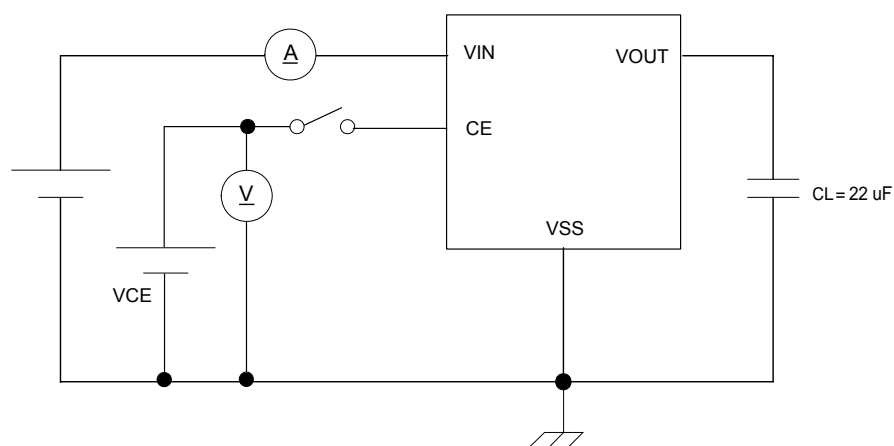 A
VIN
VOUT
CE
V
CL = 22 uF
VSS
VCE